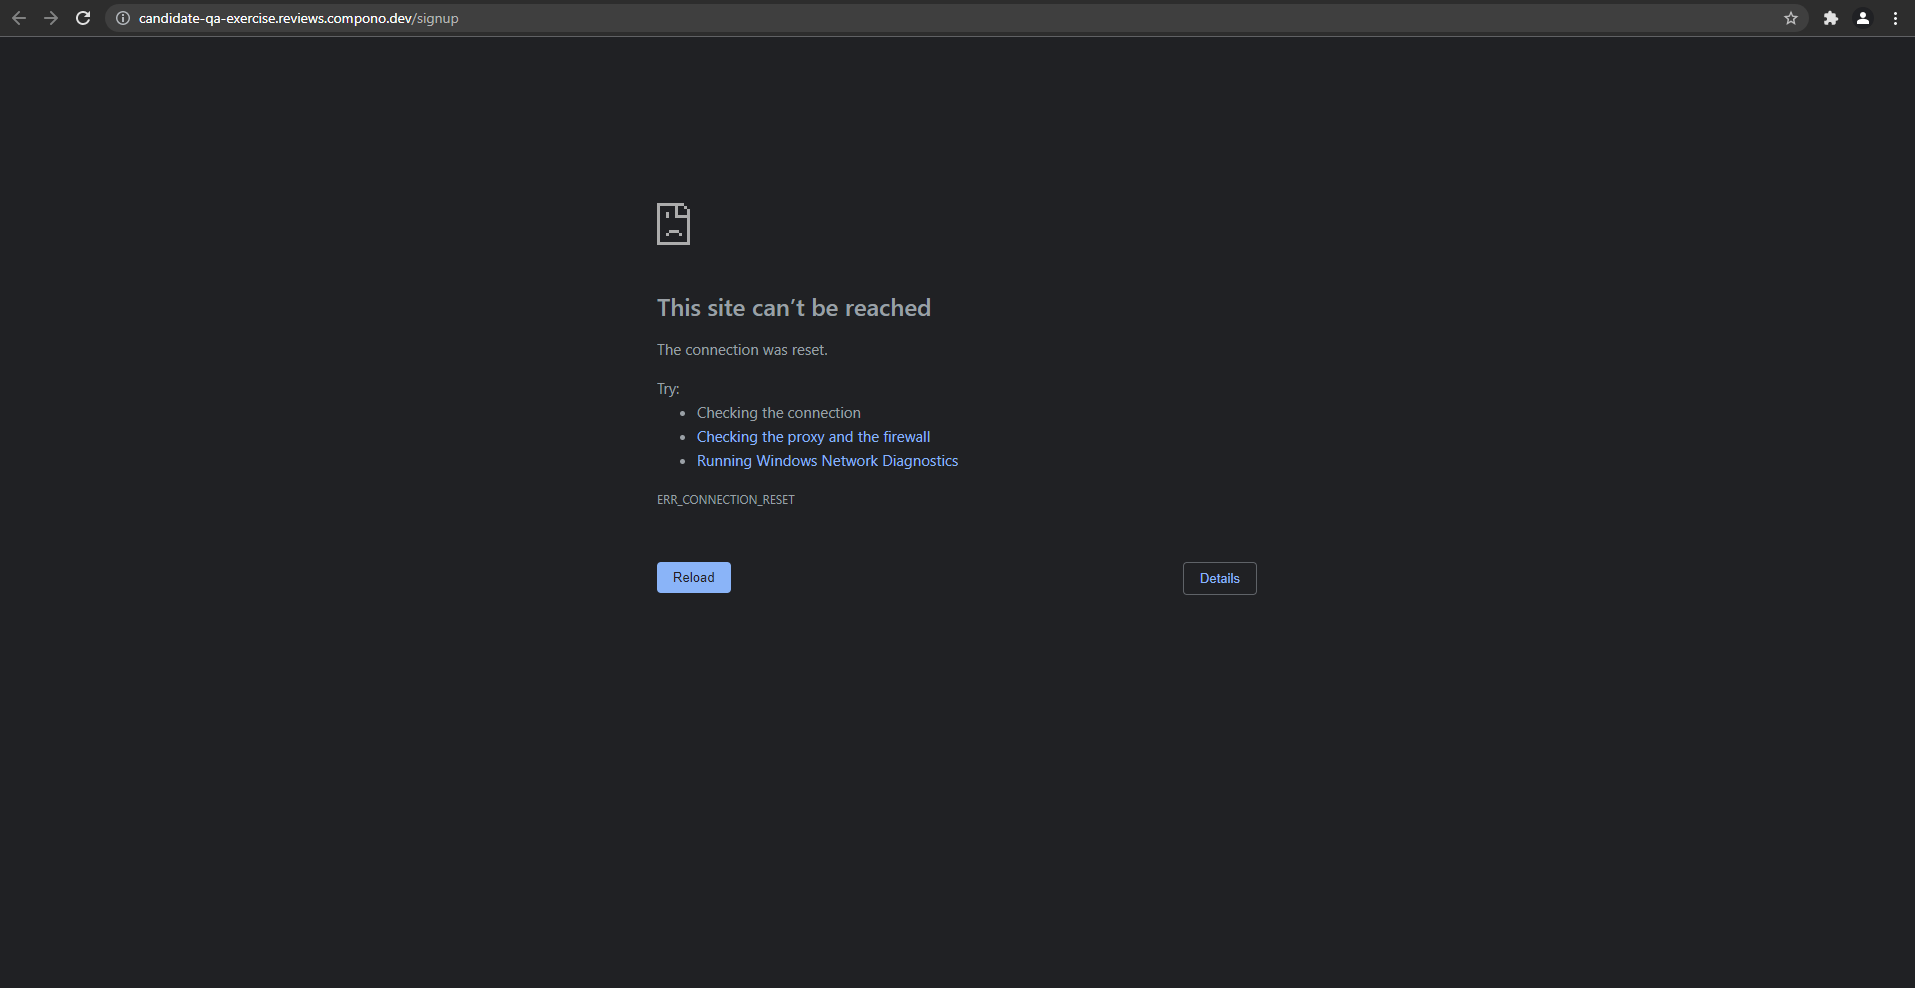 candidate-qa-exercise.reviews.compono.dev/signup
This site can’t be reached
The connection was reset.
Try:
Checking the connection
Checking the proxy and the firewall
Running Windows Network Diagnostics
ERR_CONNECTION_RESET
Reload
Details